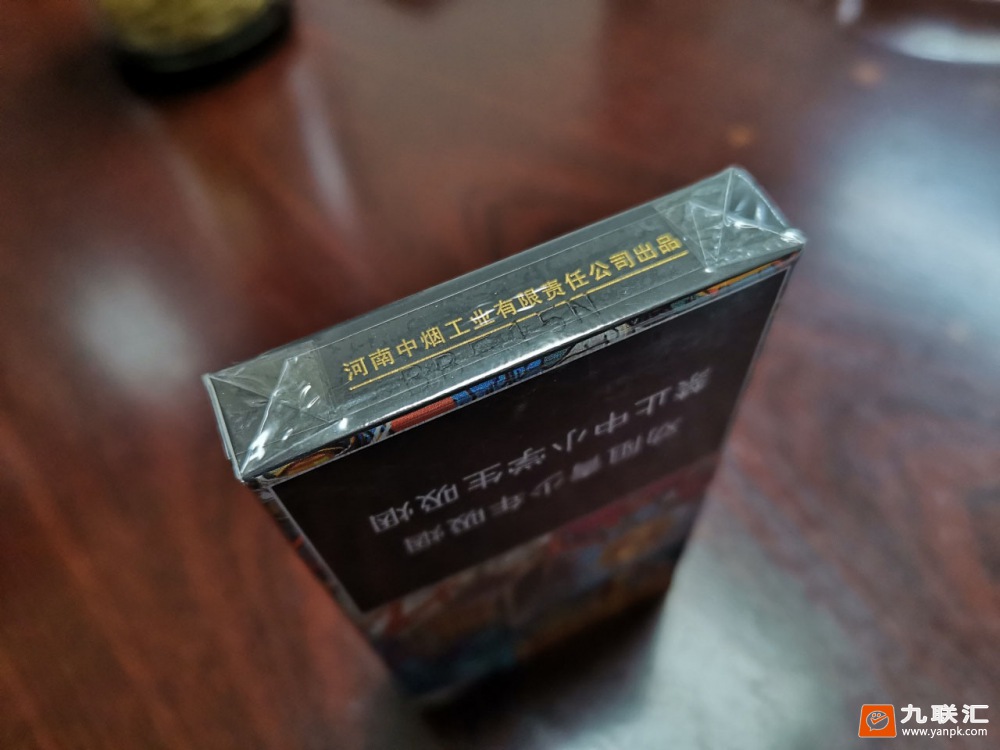 河南中烟工业有限责任公司出品
劝阻青少年吸烟
禁止中小学生吸烟
九联汇
www.yanpk.com